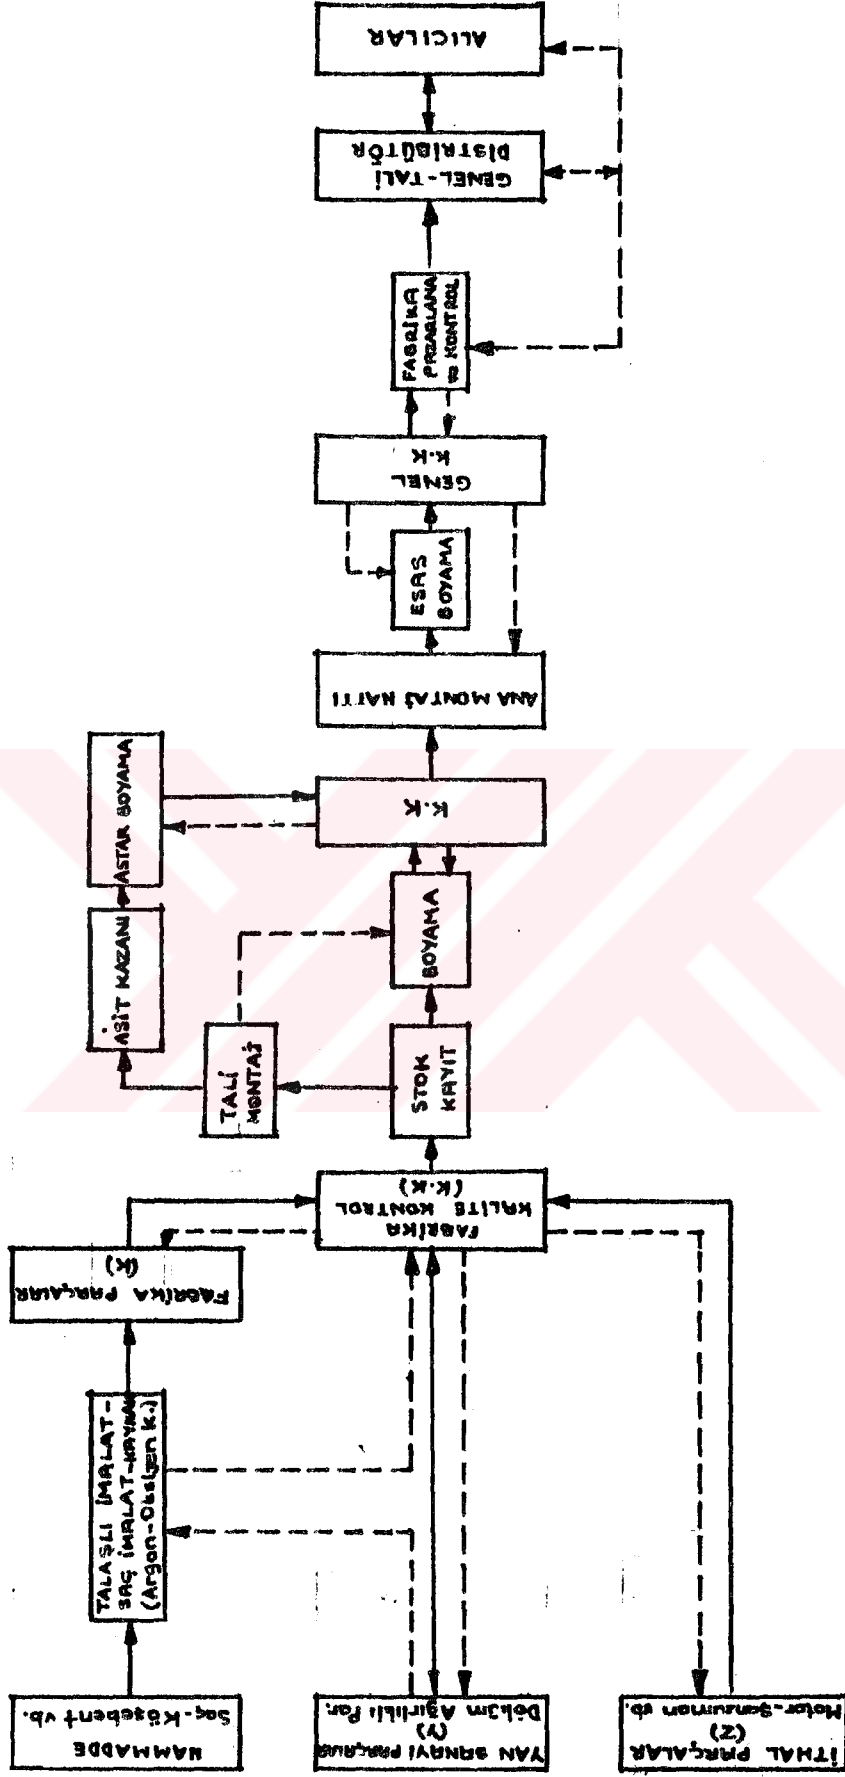 HAMMADDE
Saç-Köşebent vb.
YAN SANAYİ PARÇALAR
(Y)
Döküm Ağırlıklı Par.
İTHAL PARÇALAR
(Z)
Motor-Şanzuman vb.
TALAŞLI İMALAT-
SAÇ İMALAT-KAYNAK
(Argon-Oksijen K.)
FABRİKA PARÇALAR
(K)
FABRİKA
KALİTE KONTROL
(K.K)
STOK
KAYIT
TALİ
MONTAJ
ASİT KAZANI
ASTAR BOYAMA
BOYAMA
K.K
ANA MONTAJ HATTI
ESAS
BOYAMA
GENEL
K.K
FABRİKA
PAZARLAMA
ve KONTROL
GENEL-TALİ
DİSTRİBÜTÖR
ALICILAR